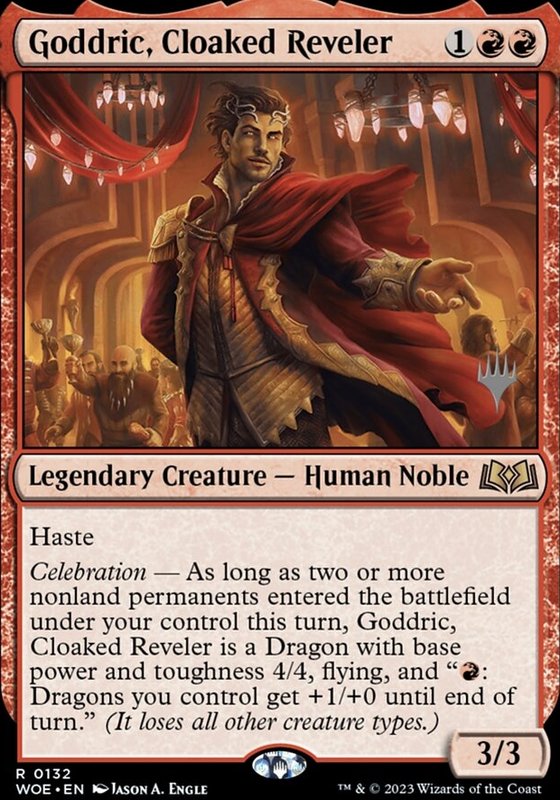 Goddric, Cloaked Reveler 1
Legendary Creature — Human Noble
Haste
Celebration — As long as two or more
nonland permanents entered the battlefield
under your control this turn, Goddric,
Cloaked Reveler is a Dragon with base
power and toughness 4/4, flying, and “:
Dragons you control get +1/+0 until end of
turn.” (It loses all other creature types.)
3/3
R 0132
WOE • EN Jason A. Engle
™ & © 2023 Wizards of the Coast